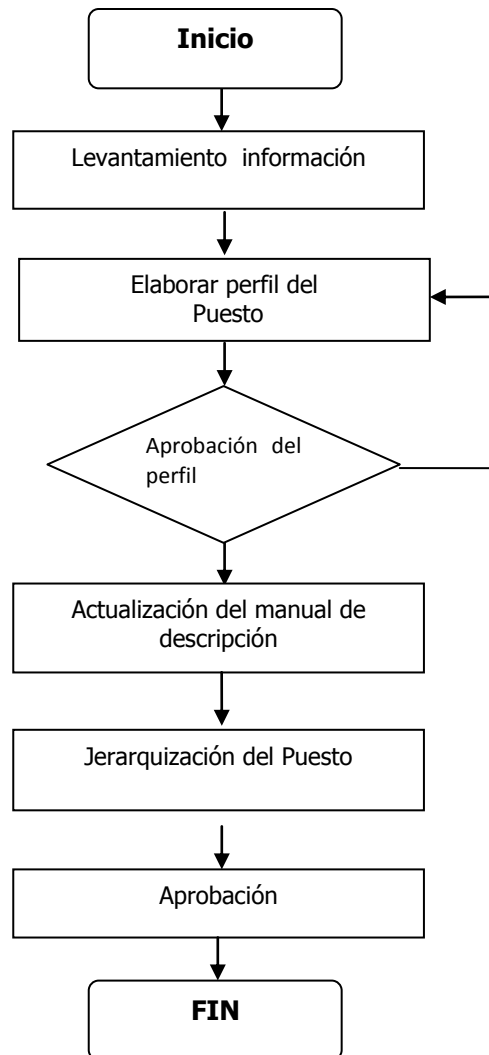 Inicio
Levantamiento información
Elaborar perfil del
Puesto
Aprobación del
perfil
Actualización del manual de
descripción
Jerarquización del Puesto
Aprobación
FIN